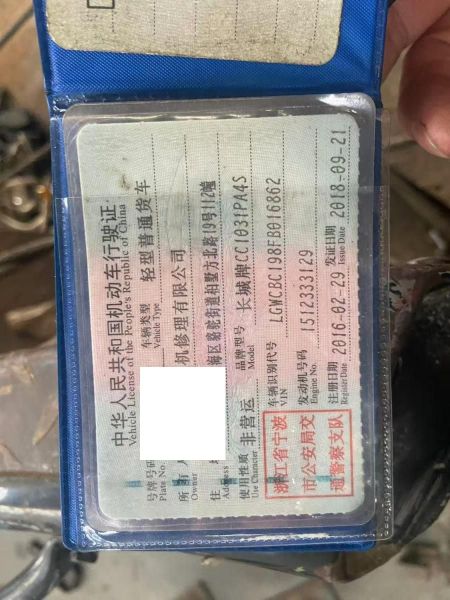 中华人民共和国机动车行驶证
Vehicle License of the People's Republic of China
号牌号码 车辆类型 轻型普通货车
Plate No. Vehicle Type
所有人 机修理有限公司
Owner
住 海区骆驼街道相墅方北路19号11幢
Address
使用性质 非营运 品牌型号 长城牌CC1031PA4S
Use Character Model
浙江省宁波市公安局交通警察支队
车辆识别代号 LGWCBC198FB016862
VIN
发动机号码 1512333129
Engine No.
注册日期 2016-02-29 发证日期 2018-09-21
Register Date Issue Date